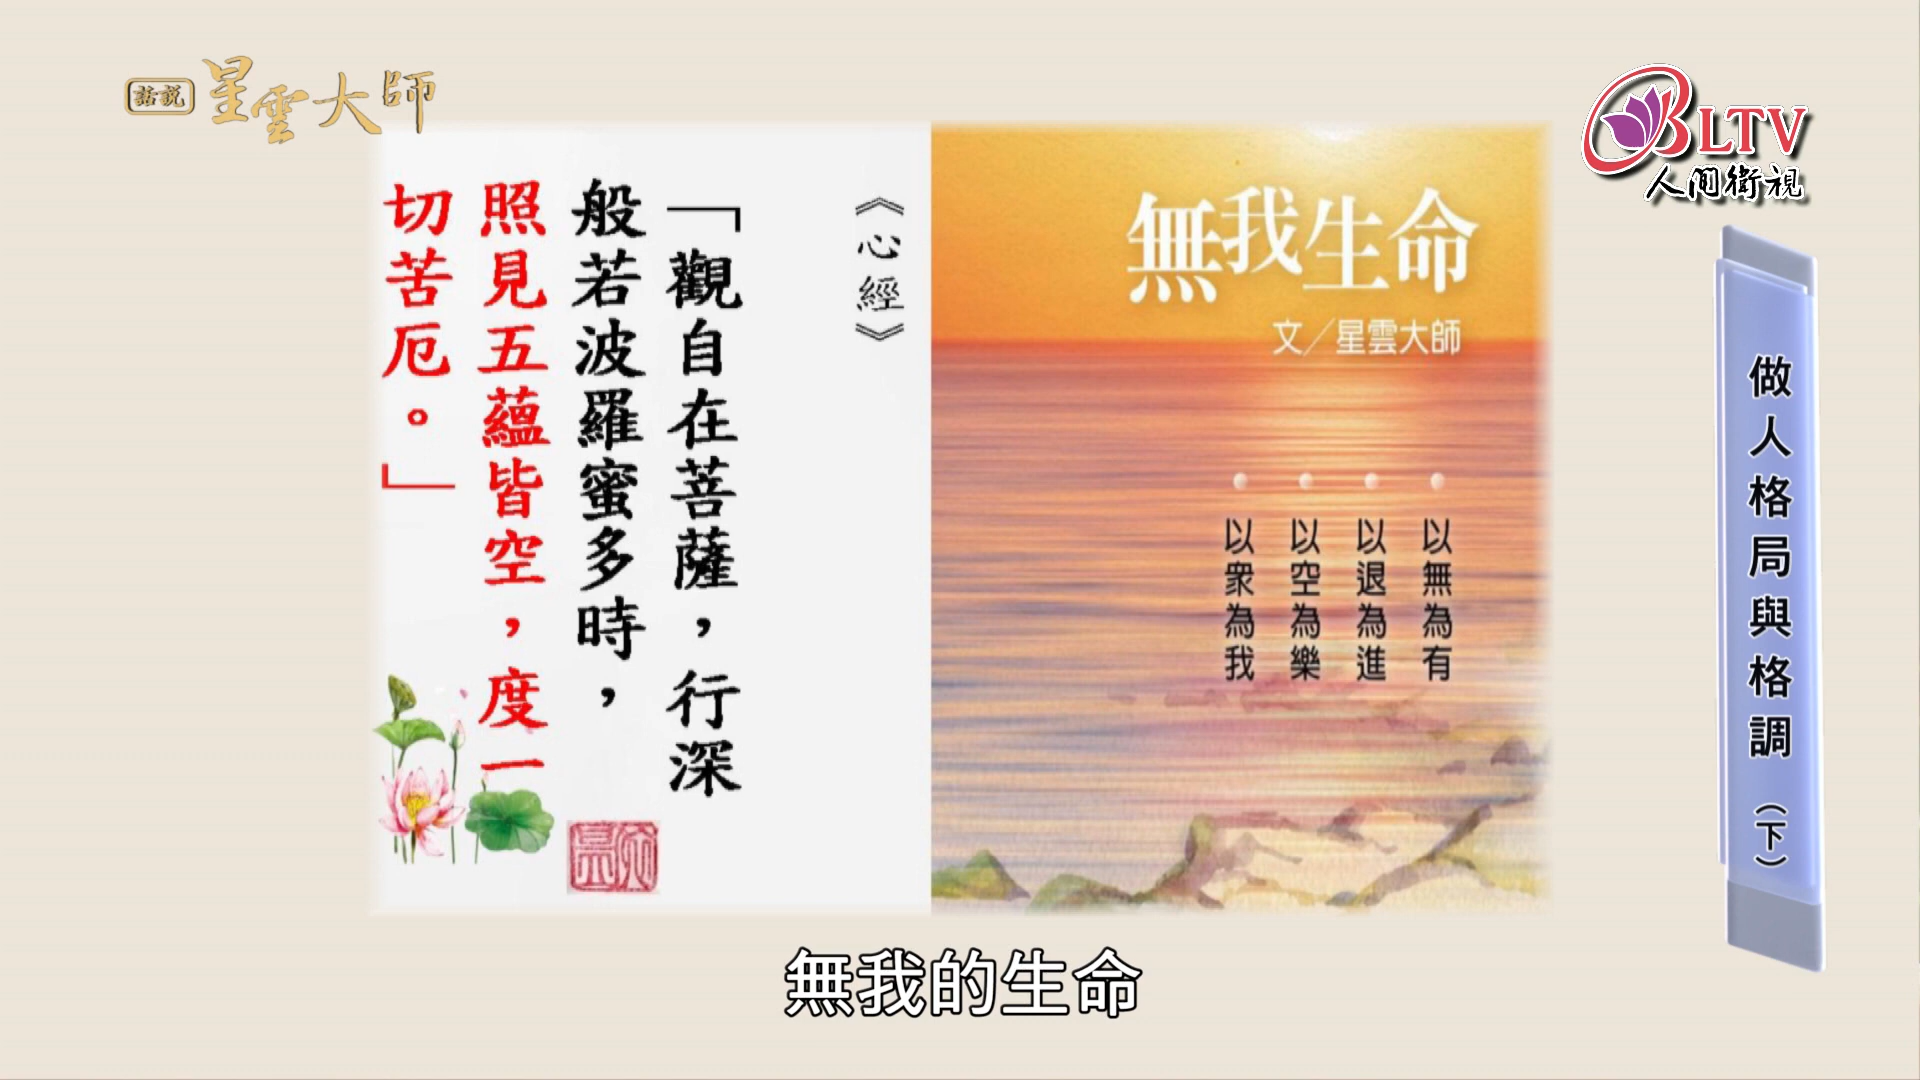 話說
星雲大師
BLTV
人間衛視
《心經》
「觀自在菩薩，行深
般若波羅蜜多時，
照見五蘊皆空，度一
切苦厄。」
無我生命
文／星雲大師
•以無為有
•以退為進
•以空為樂
•以眾為我
做人格局與格調（下）
無我的生命